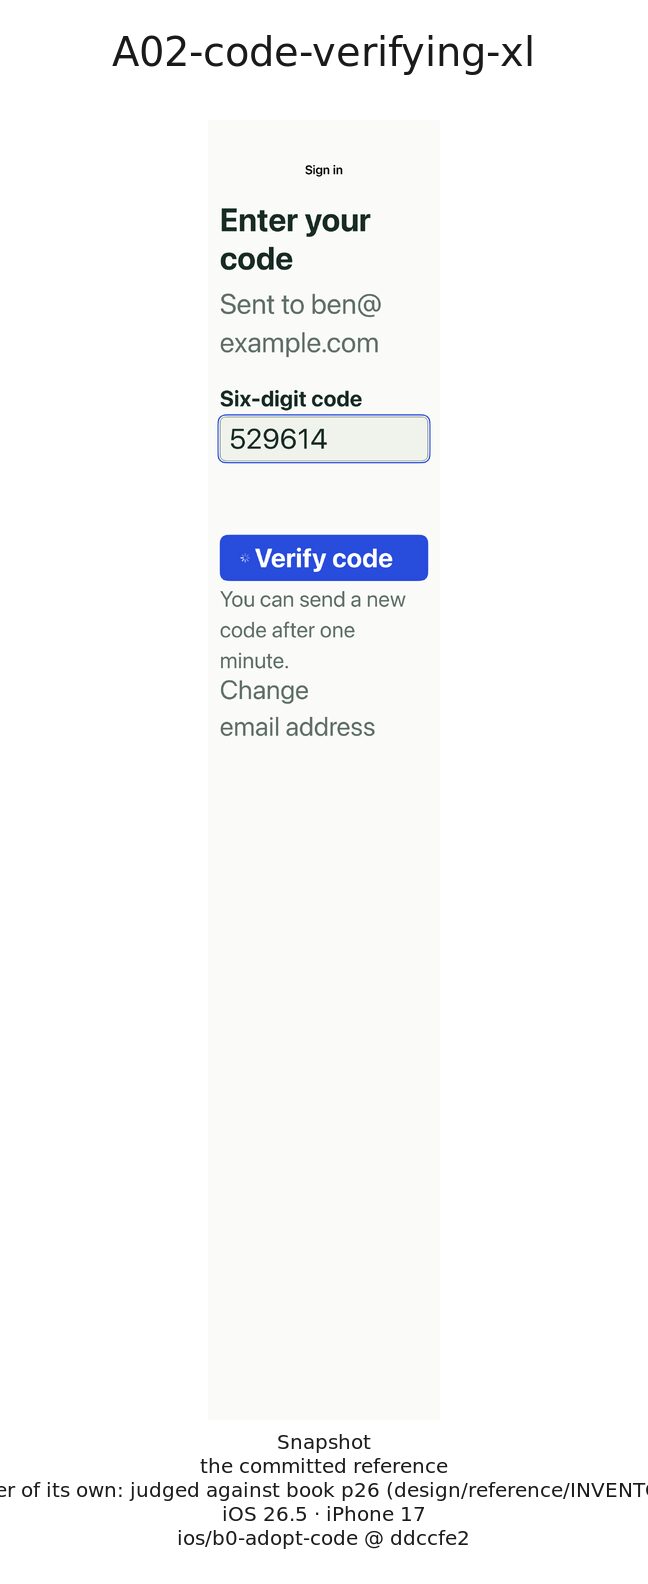 A02-code-verifying-xl
Sign in
Enter your
code
Sent to ben@
example.com
Six-digit code
529614
Verify code
You can send a new
code after one
minute.
Change
email address
Snapshot
the committed reference
of its own: judged against book p26 (design/reference/
iOS 26.5 · iPhone 17
ios/b0-adopt-code @ ddccfe2